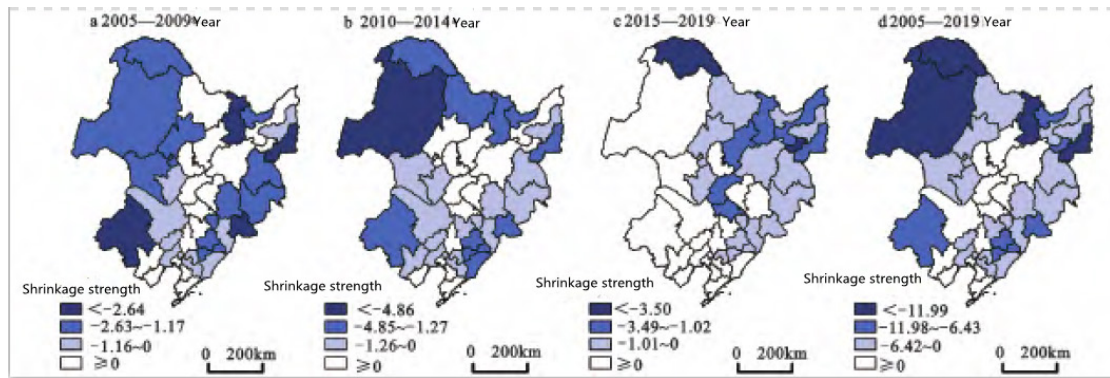 a 2005—2009 Year
b 2010—2014 Year
c 2015—2019 Year
d 2005—2019 Year
Shrinkage strength
<-2.64
-2.63~-1.17
-1.16~0
≥0
0 200km
Shrinkage strength
<-4.86
-4.85~-1.27
-1.26~0
≥0
0 200km
Shrinkage strength
<-3.50
-3.49~-1.02
-1.01~0
≥0
0 200km
Shrinkage strength
<-11.99
-11.98~-6.43
-6.42~0
≥0
0 200km